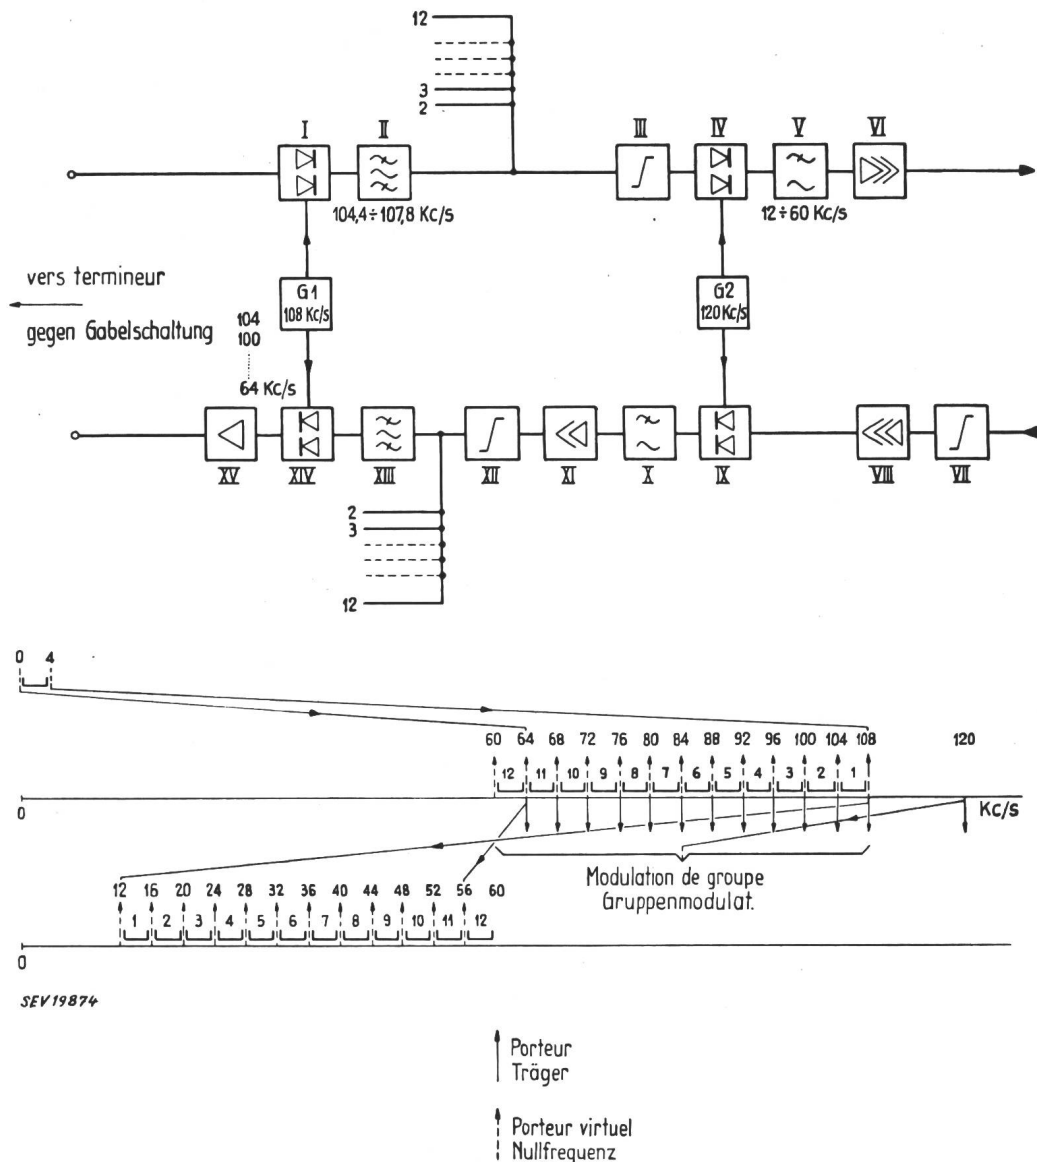 12
3
2
I II III IV V VI
104,4÷107,8 Kc/s
12÷60 Kc/s
vers termineur
gegen Gabelschaltung
G1
108 Kc/s
G2
120 Kc/s
104
100
64 Kc/s
XV XIV XIII XII XI X IX VIII VII
2
3
12
0 4
60 64 68 72 76 80 84 88 92 96 100 104 108 120
12 11 10 9 8 7 6 5 4 3 2 1
0
Kc/s
Modulation de groupe
Gruppenmodulat.
12 16 20 24 28 32 36 40 44 48 52 56 60
1 2 3 4 5 6 7 8 9 10 11 12
0
SEV19874
Porteur
Träger
Porteur virtuel
Nullfrequenz